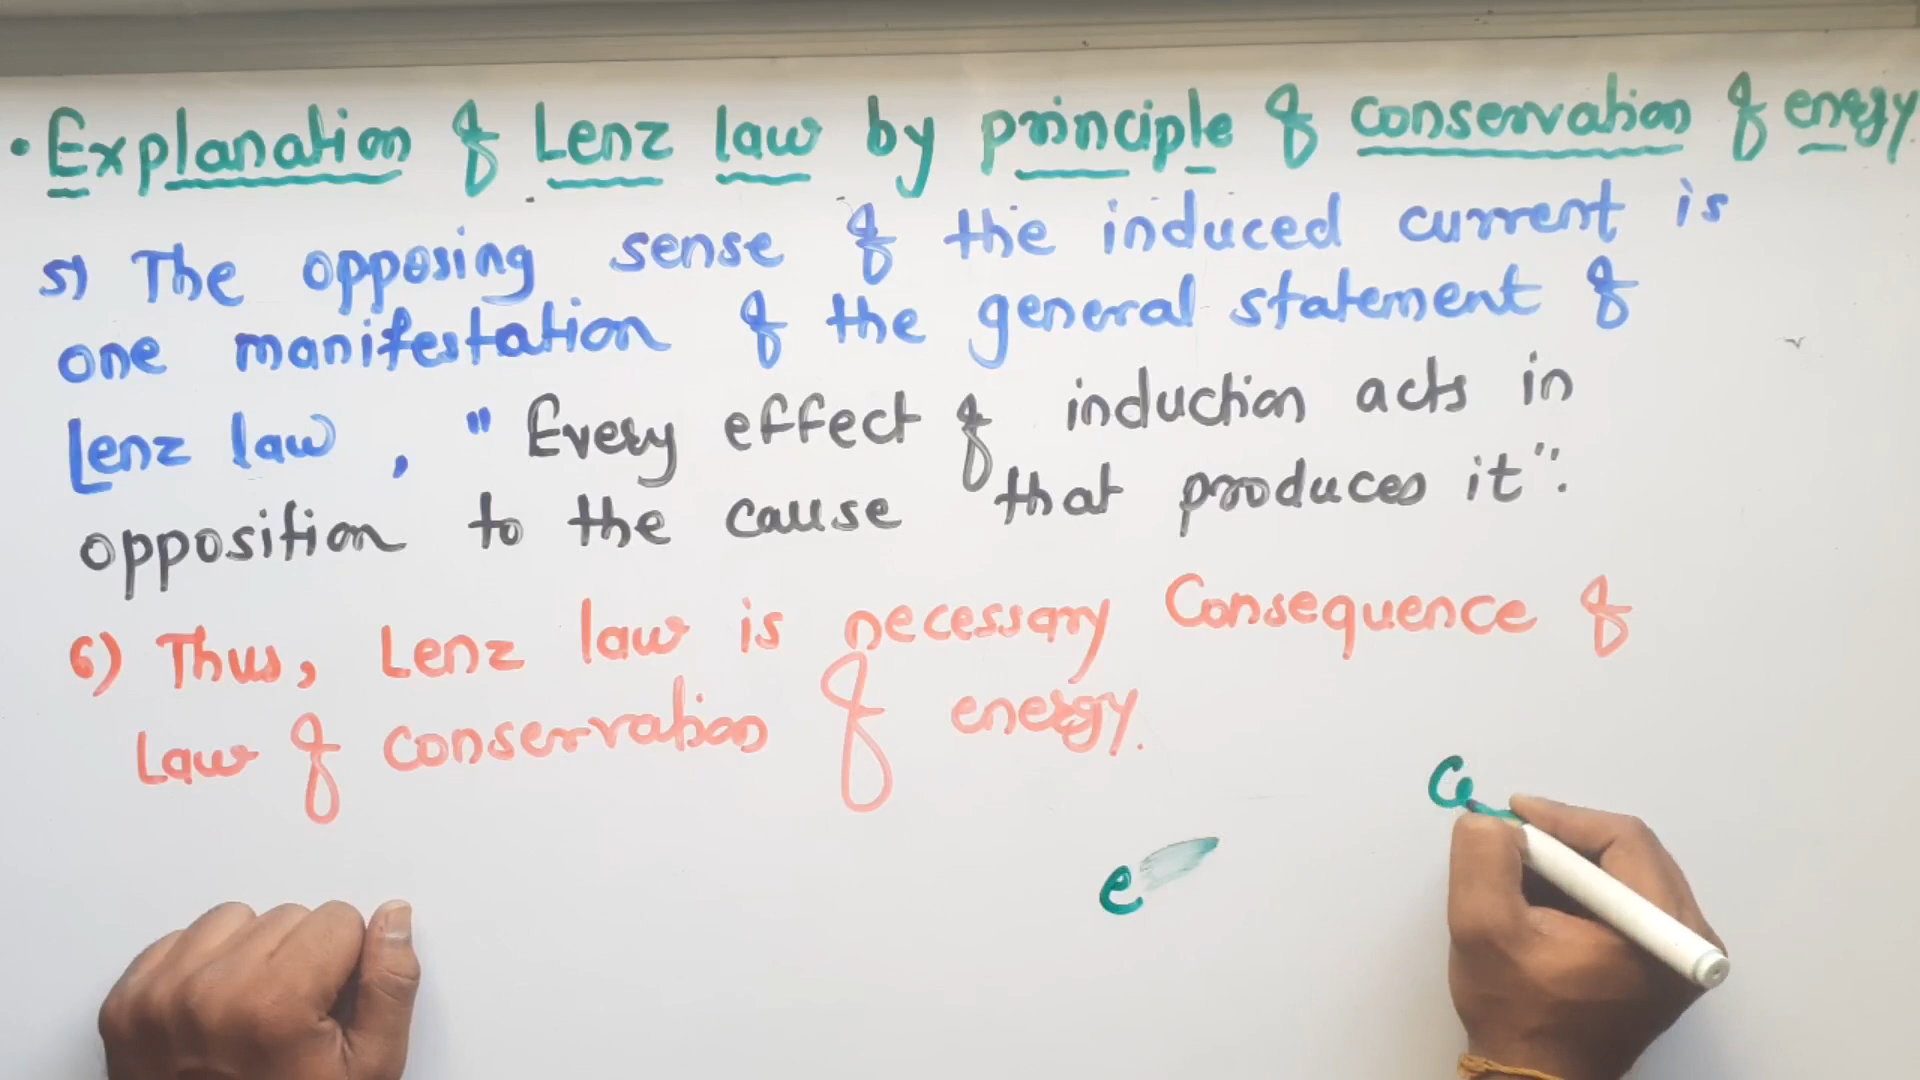 • Explanation of Lenz law by principle of conservation of energy.
5) The opposing sense of the induced current is
one manifestation of the general statement of
Lenz law, " Every effect of induction acts in
opposition to the cause that produces it".
6) Thus, Lenz law is necessary Consequence of
Law of conservation of energy.
Ce
e